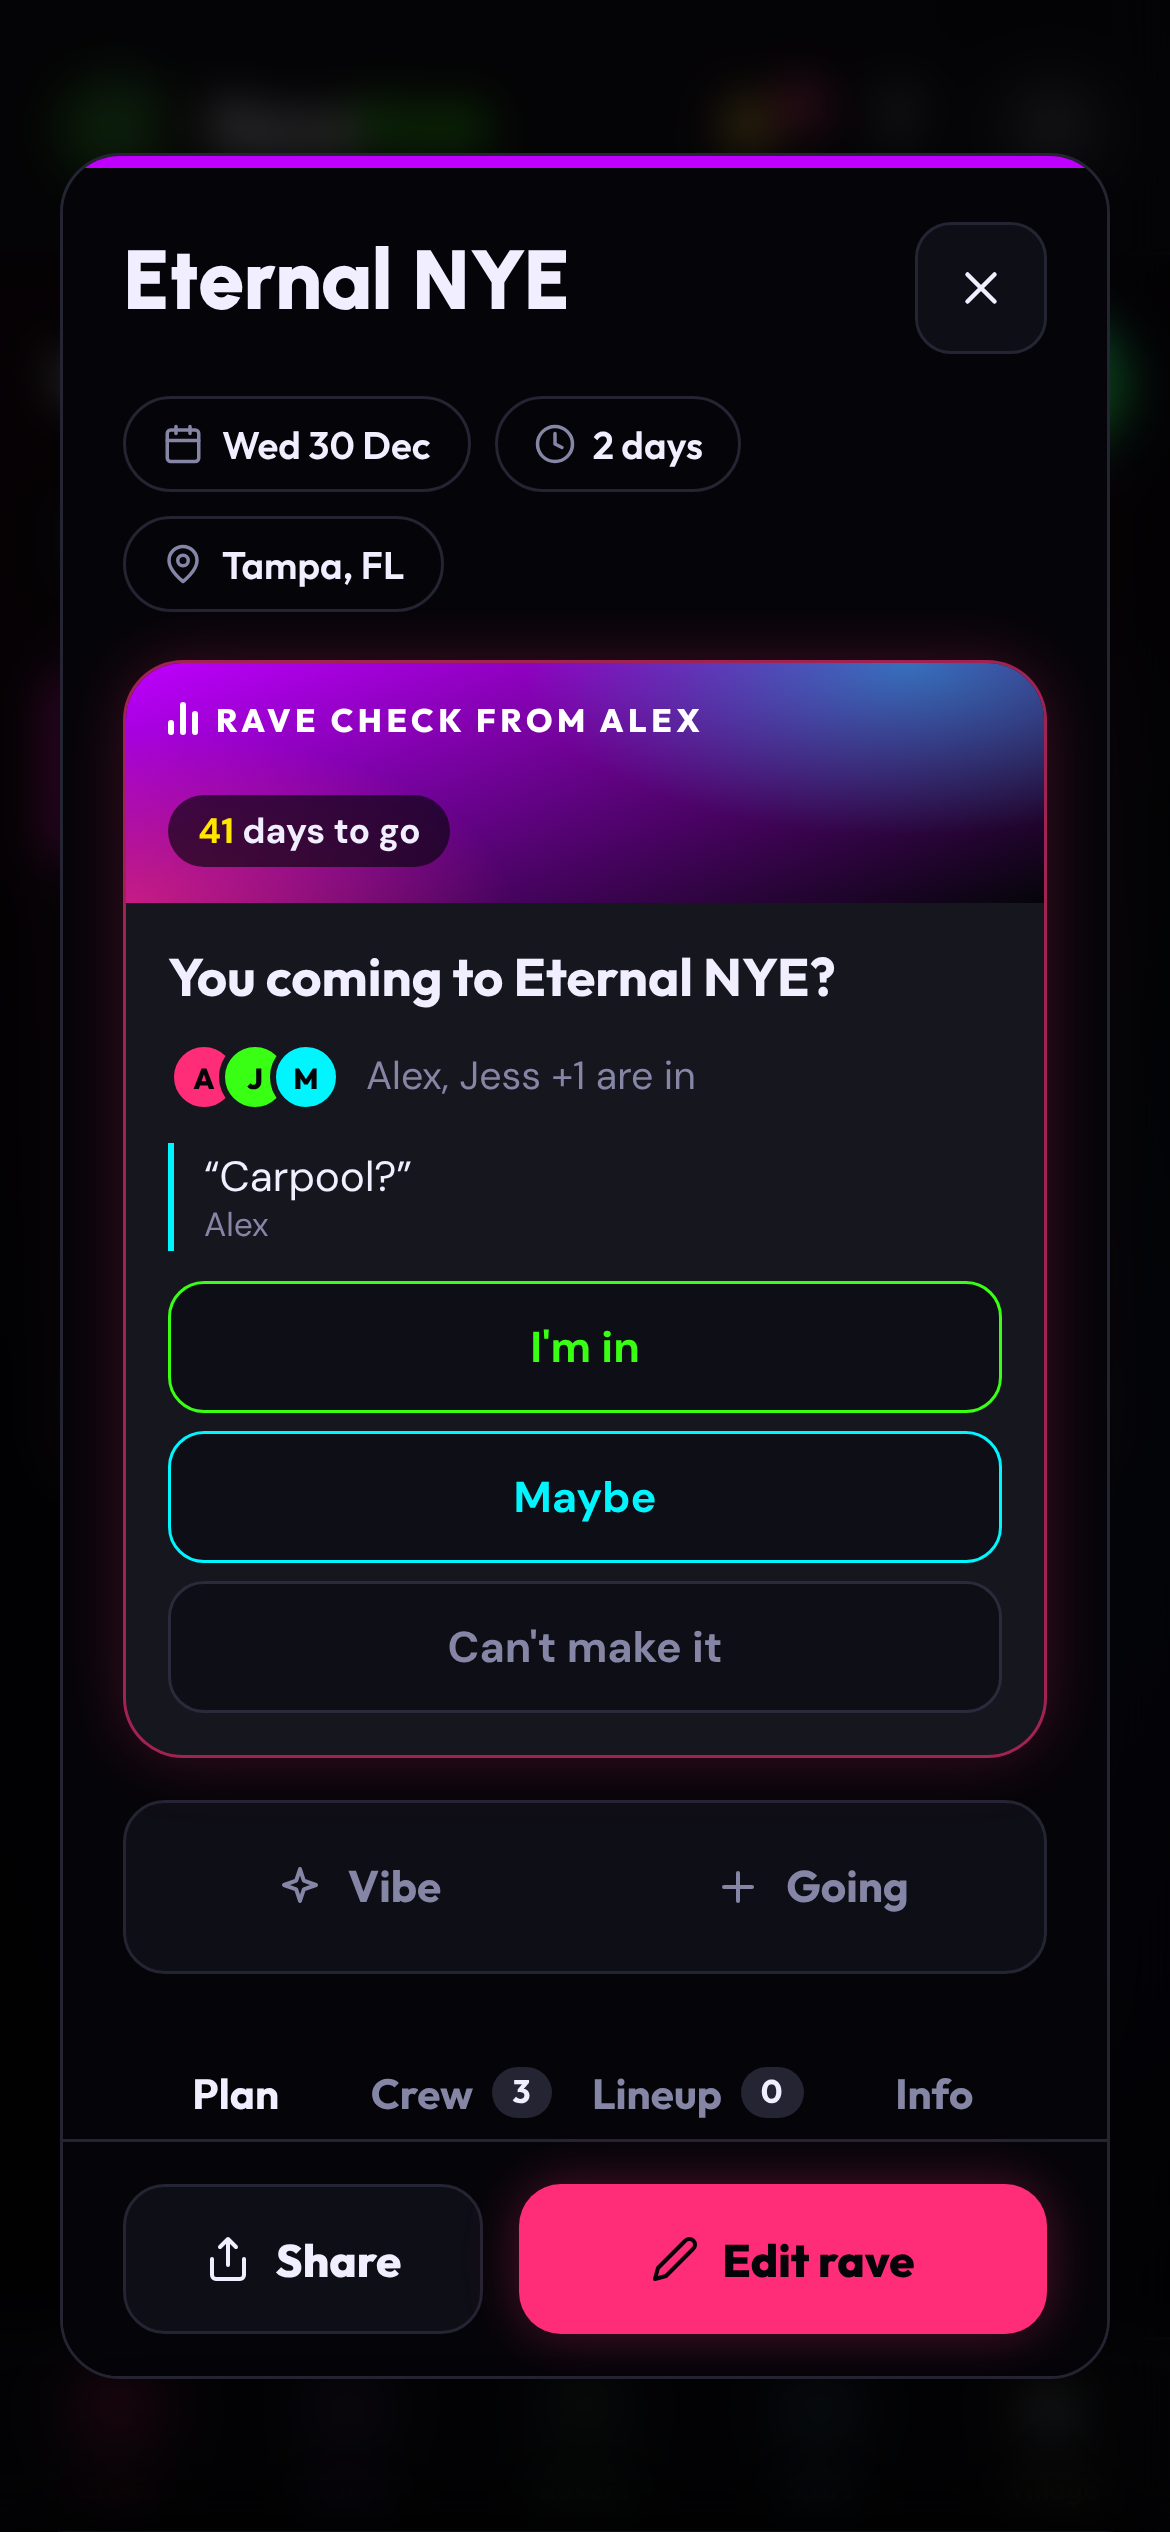 Eternal NYE
Wed 30 Dec
2 days
Tampa, FL
RAVE CHECK FROM ALEX
41 days to go
You coming to Eternal NYE?
A J M Alex, Jess +1 are in
“Carpool?”
Alex
I'm in
Maybe
Can't make it
Vibe
Going
Plan
Crew 3
Lineup 0
Info
Share
Edit rave